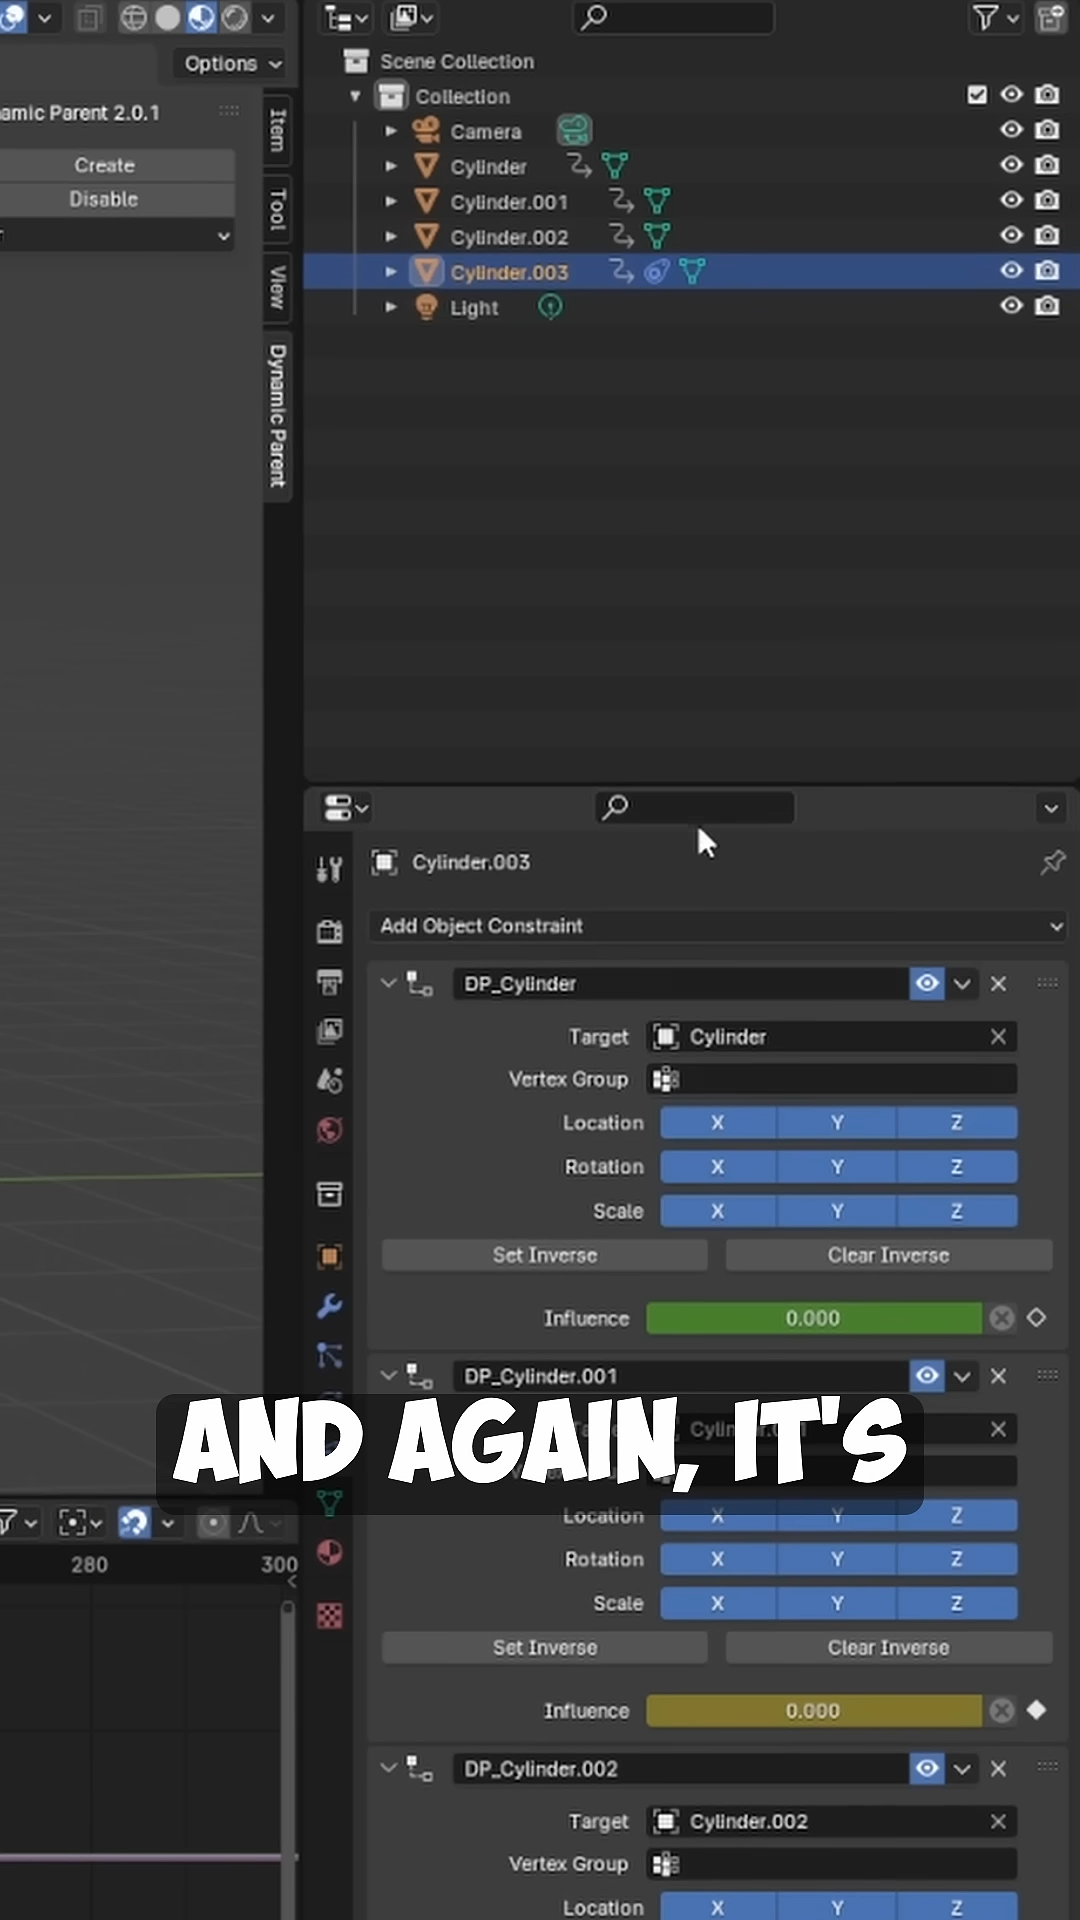 Options
amic Parent 2.0.1
Create
Disable
Item
Tool
View
Dynamic Parent
Scene Collection
Collection
Camera
Cylinder
Cylinder.001
Cylinder.002
Cylinder.003
Light
Cylinder.003
Add Object Constraint
DP_Cylinder
Target Cylinder
Vertex Group
Location X Y Z
Rotation X Y Z
Scale X Y Z
Set Inverse Clear Inverse
Influence 0.000
DP_Cylinder.001
AND AGAIN, IT'S
Location X Y Z
Rotation X Y Z
Scale X Y Z
Set Inverse Clear Inverse
Influence 0.000
DP_Cylinder.002
Target Cylinder.002
Vertex Group
Location X Y Z
280 300